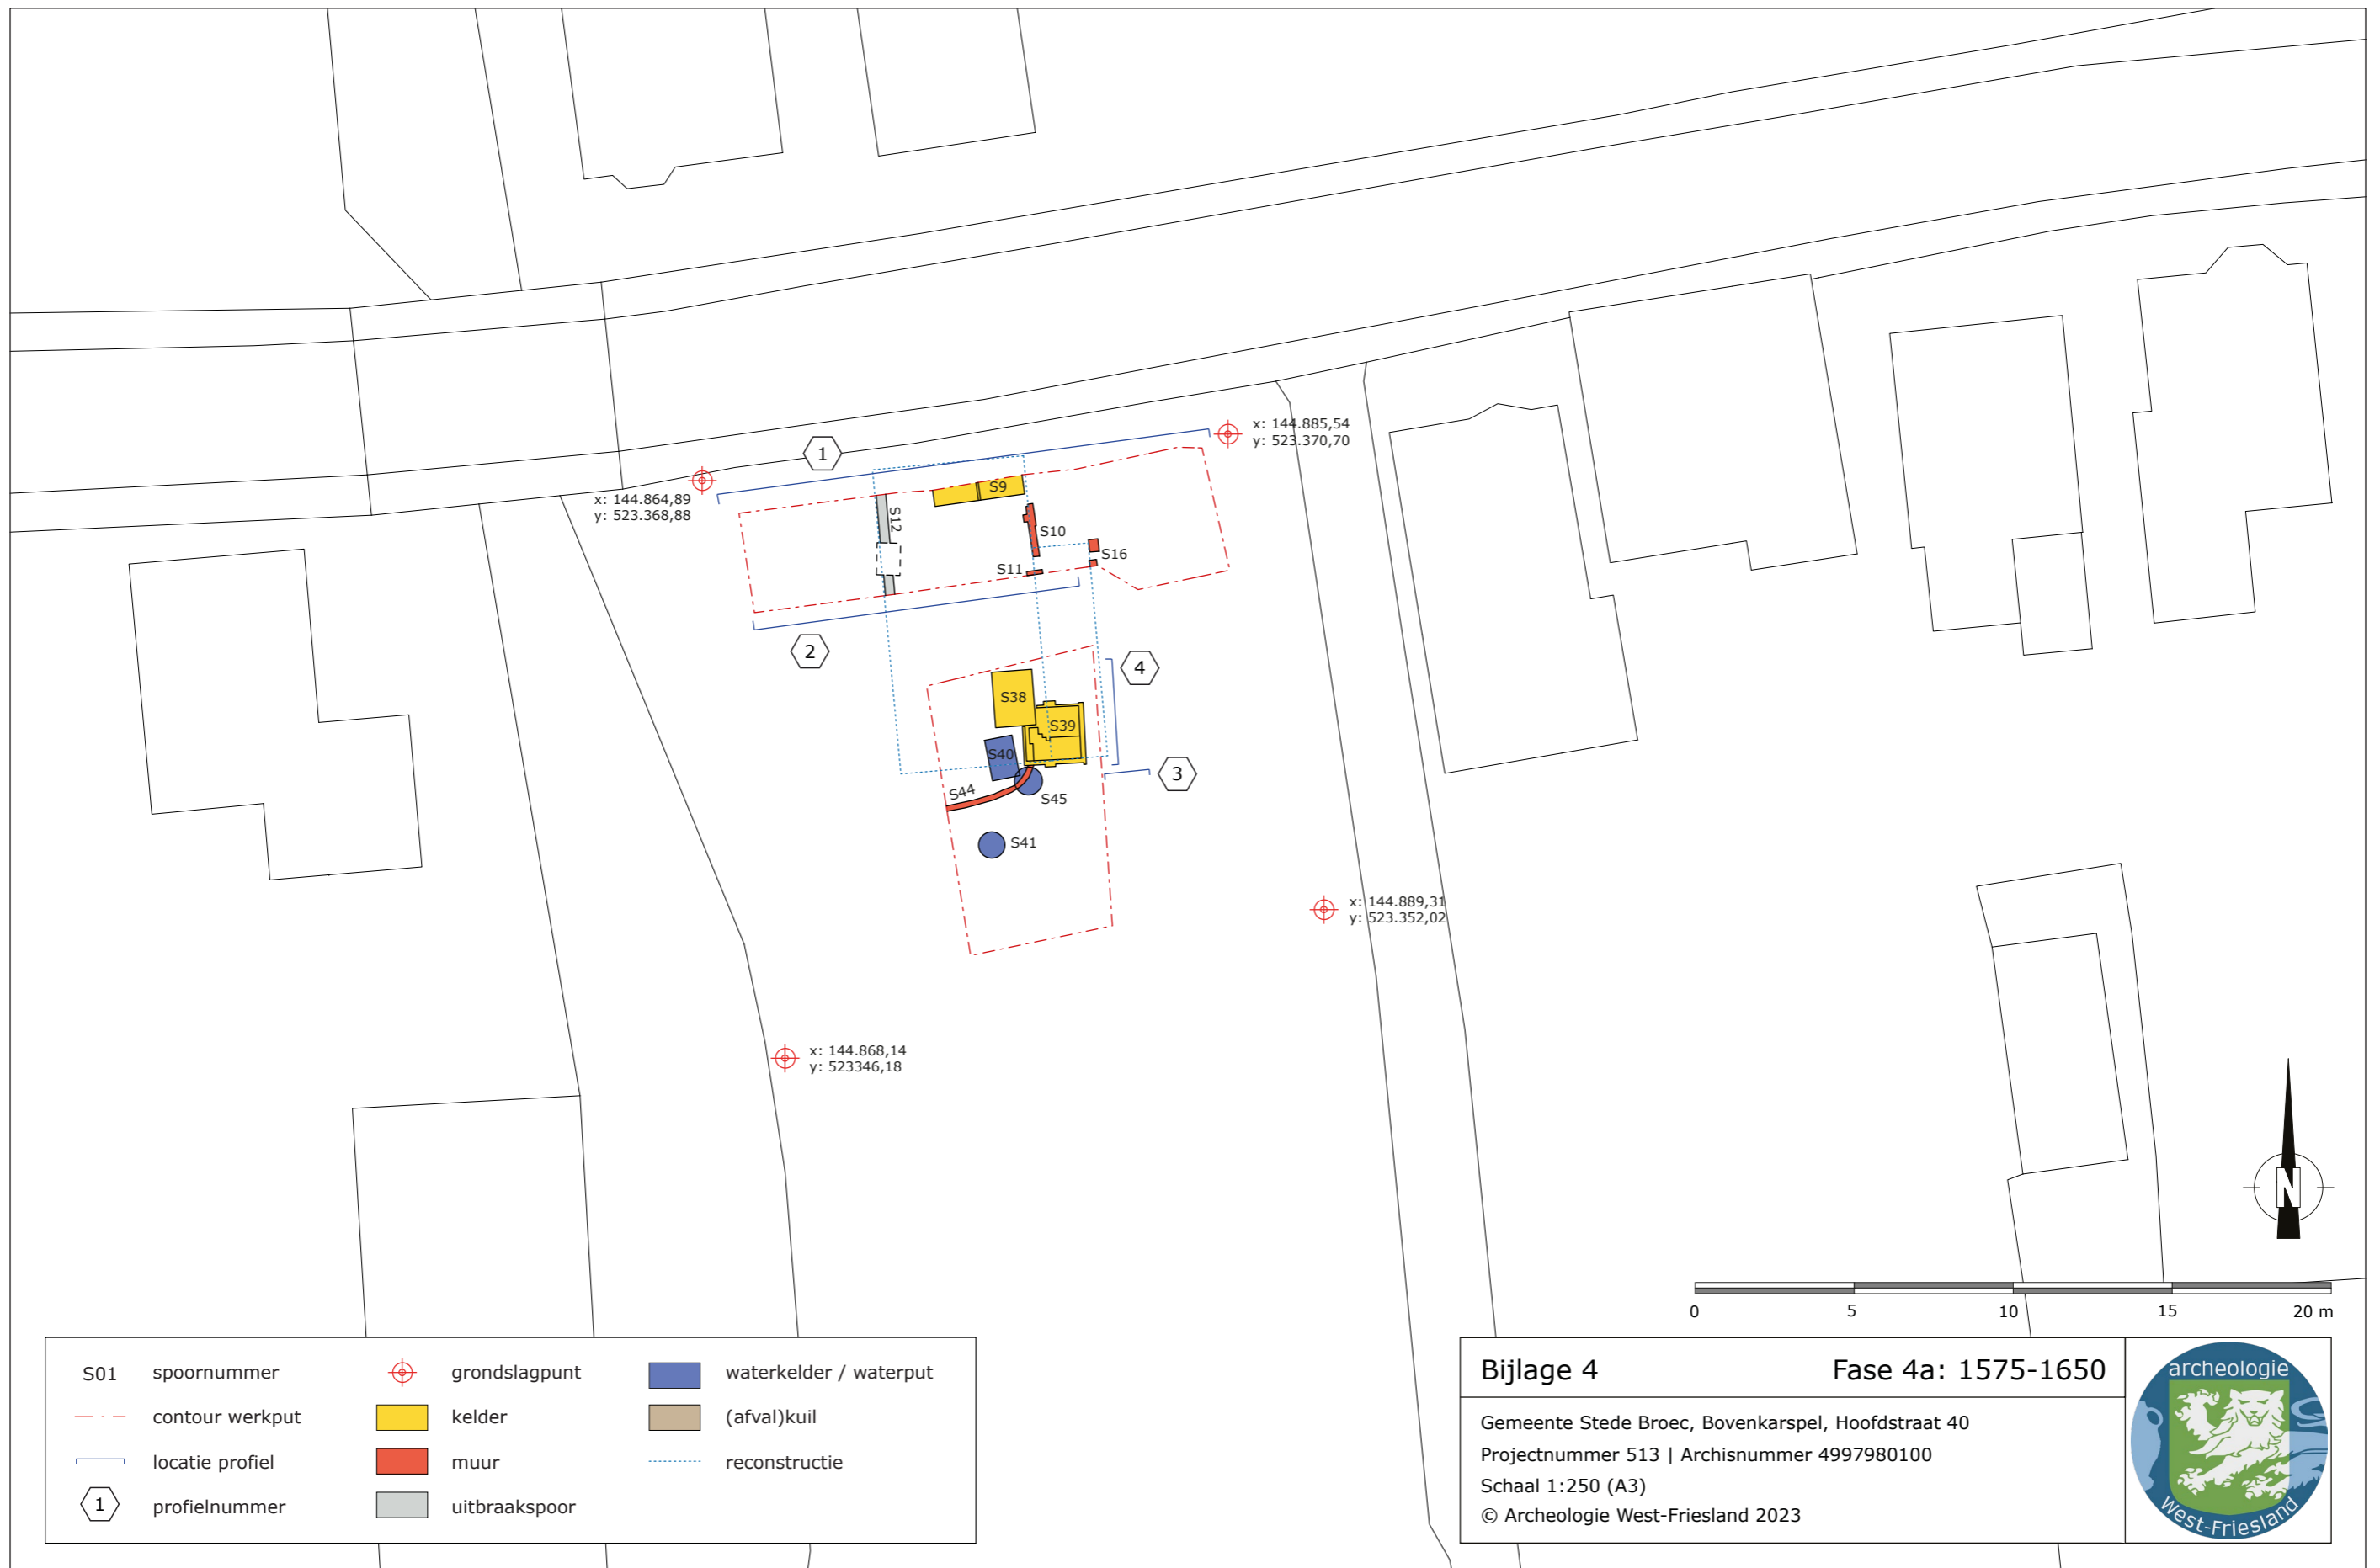 x: 144.885,54
y: 523.370,70
1
x: 144.864,89
y: 523.368,88
S9
S12
S10
S16
S11
2
4
S38
S39
S40
3
S44
S45
S41
x: 144.889,31
y: 523.352,02
x: 144.868,14
y: 523346,18
N
0 5 10 15 20 m
S01 spoornummer
contour werkput
locatie profiel
1 profielnummer
grondslagpunt
kelder
muur
uitbraakspoor
waterkelder / waterput
(afval)kuil
reconstructie
Bijlage 4 Fase 4a: 1575-1650
Gemeente Stede Broec, Bovenkarspel, Hoofdstraat 40
Projectnummer 513 | Archisnummer 4997980100
Schaal 1:250 (A3)
© Archeologie West-Friesland 2023
archeologie
West-Friesland